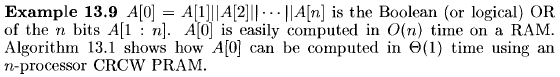 Example 13.9 A[0] = A[1]||A[2]|| · · · ||A[n] is the Boolean (or logical) OR
of the n bits A[1 : n]. A[0] is easily computed in O(n) time on a RAM.
Algorithm 13.1 shows how A[0] can be computed in Θ(1) time using an
n-processor CRCW PRAM.